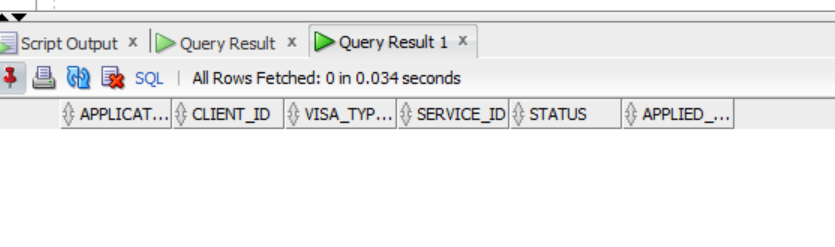 Script Output x Query Result x Query Result 1 x
SQL | All Rows Fetched: 0 in 0.034 seconds
APPLICAT... CLIENT_ID VISA_TYP... SERVICE_ID STATUS APPLIED_...